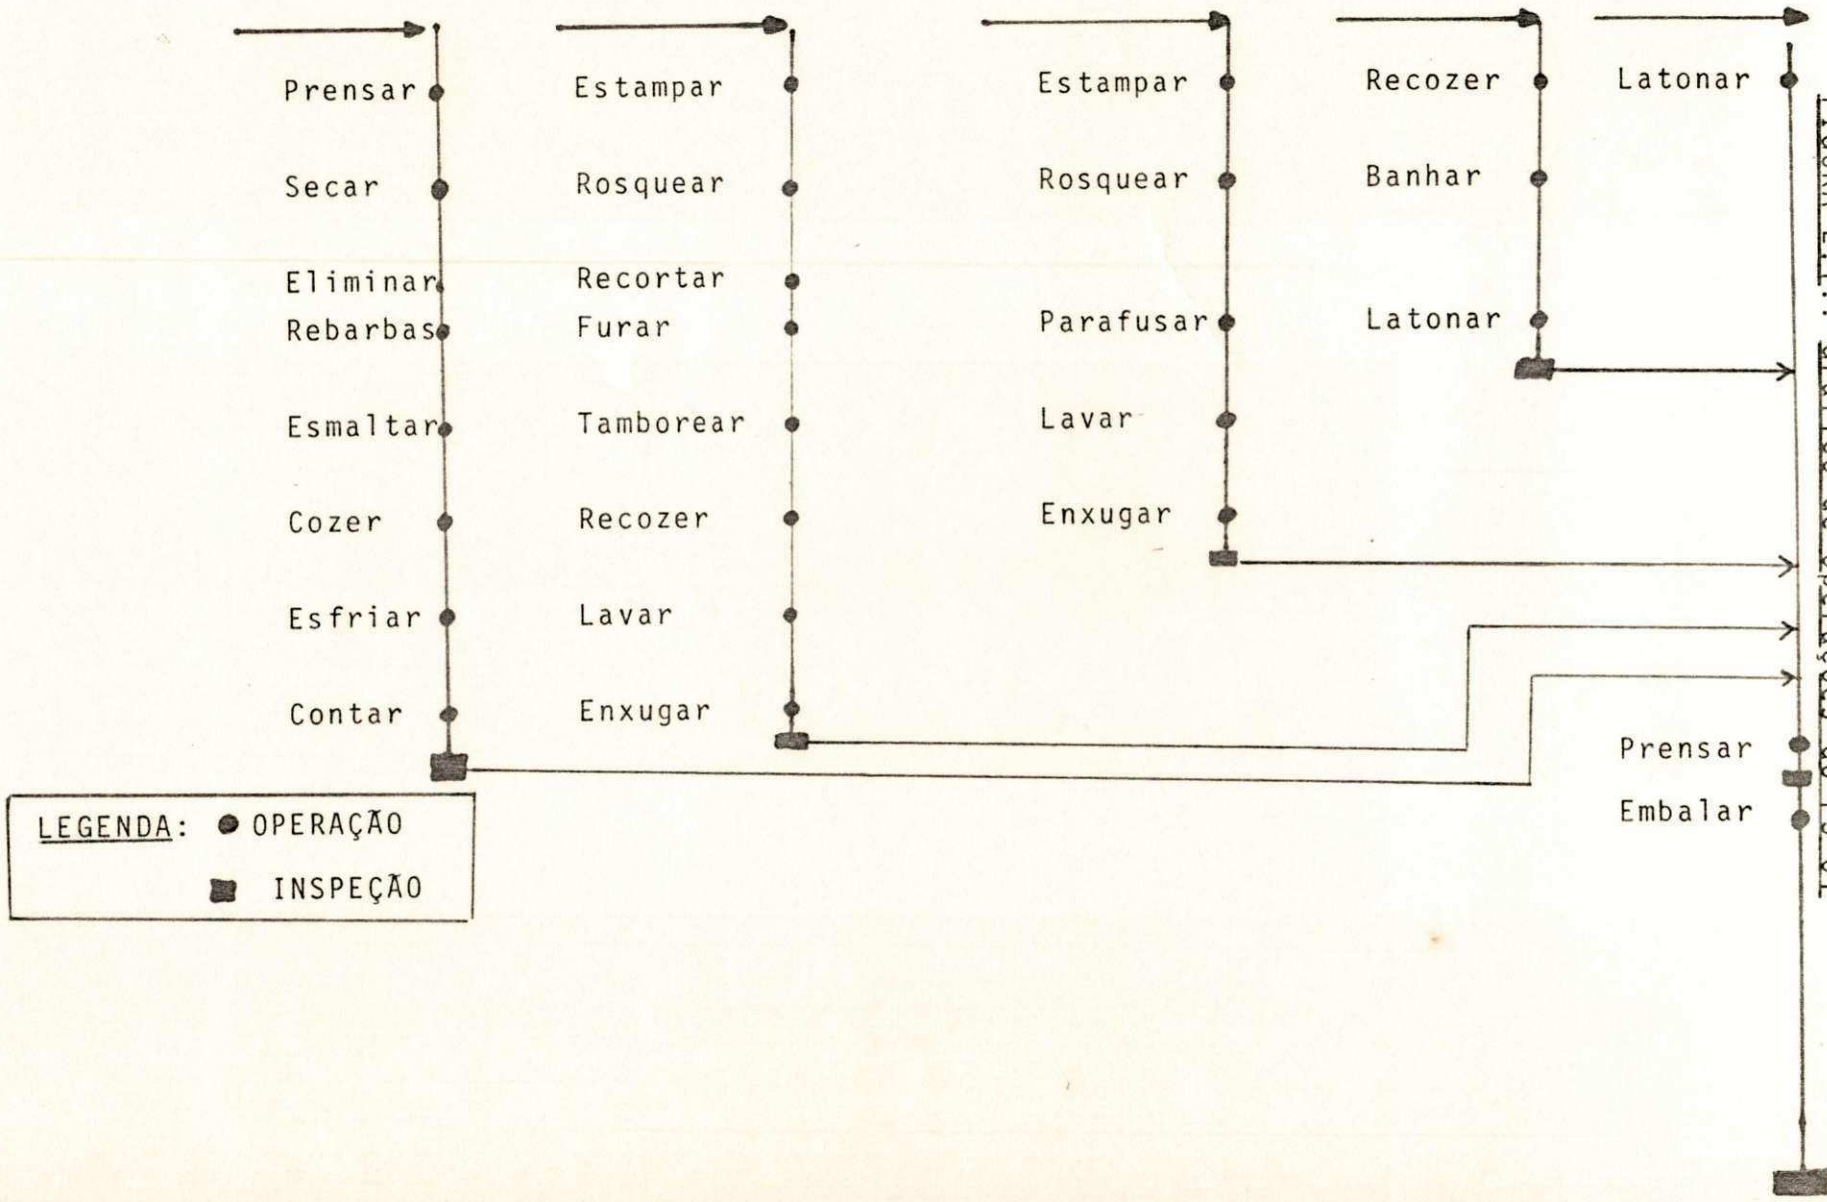 Prensar
Secar
Eliminar
Rebarbas
Esmaltar
Cozer
Esfriar
Contar
Estampar
Rosquear
Recortar
Furar
Tamborear
Recozer
Lavar
Enxugar
Estampar
Rosquear
Parafusar
Lavar
Enxugar
Recozer
Banhar
Latonar
Latonar
Prensar
Embalar
LEGENDA: OPERAÇÃO
INSPEÇÃO